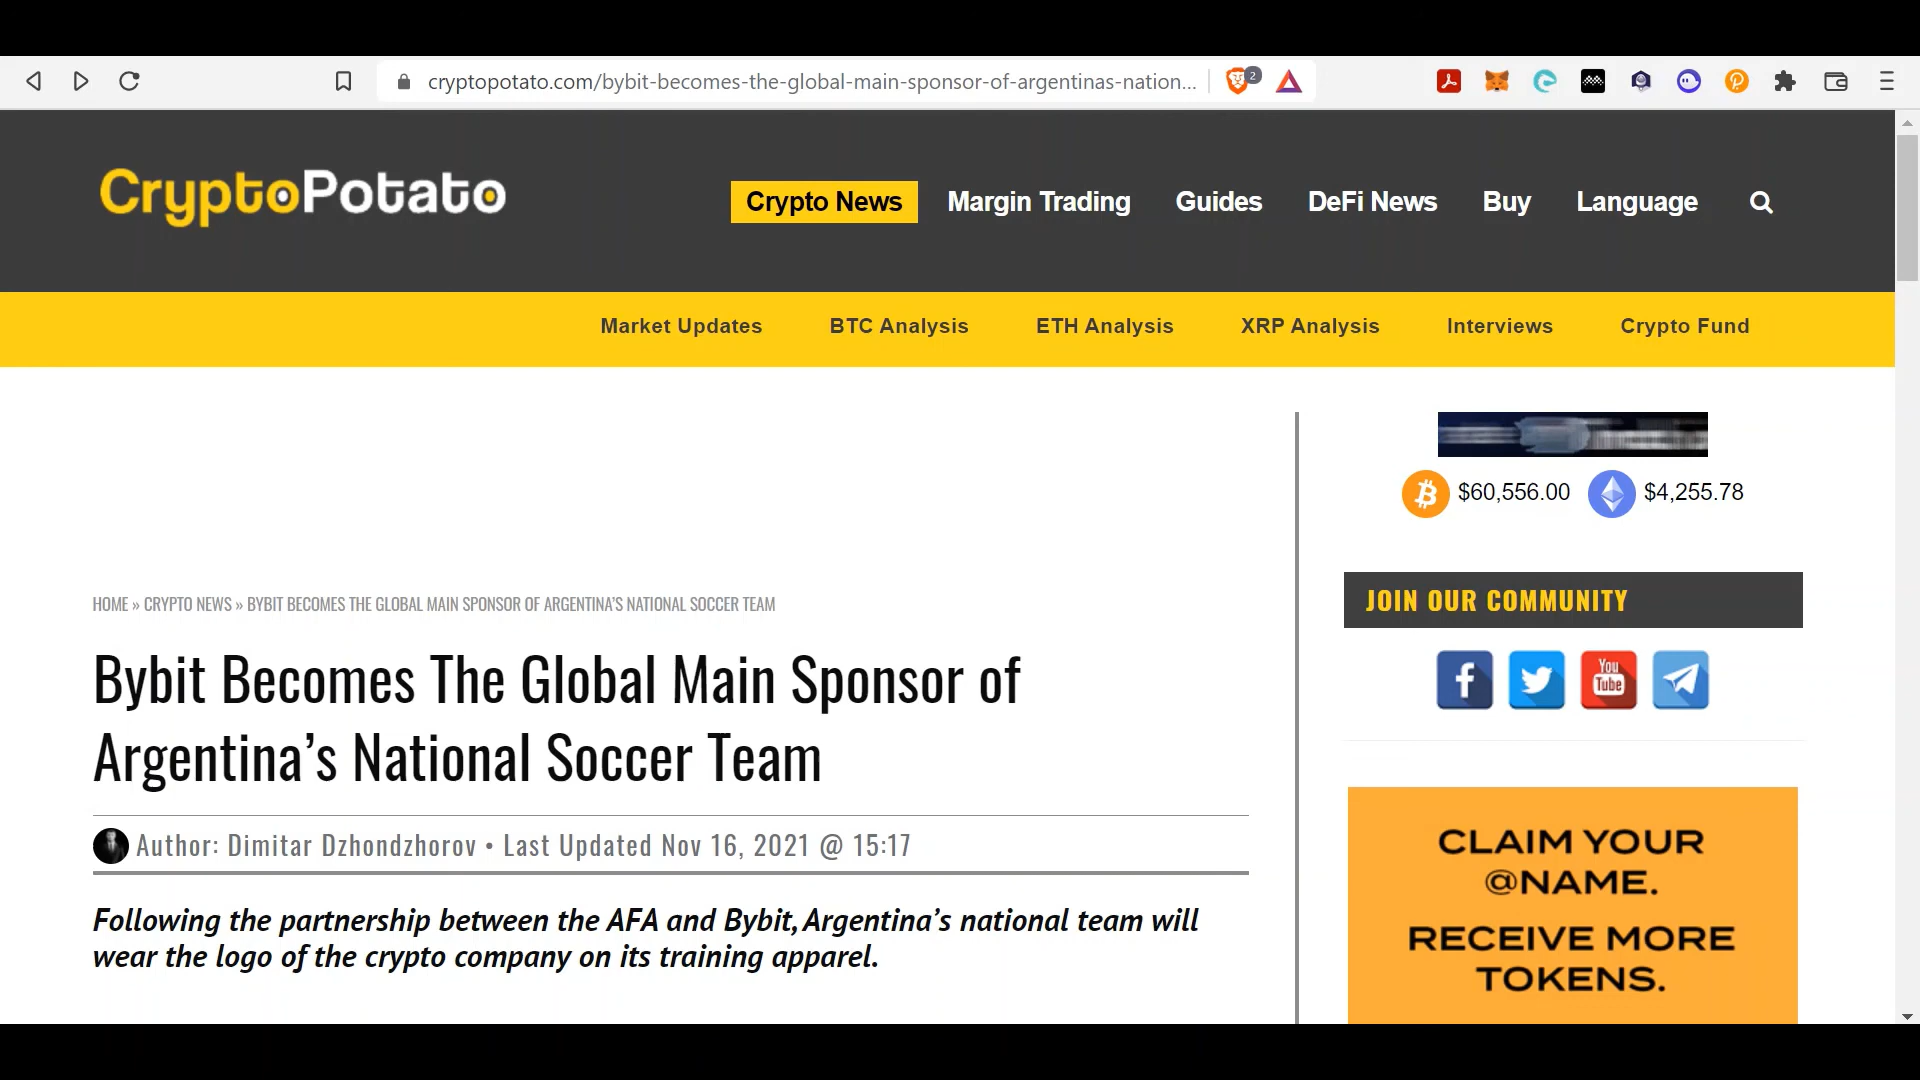 cryptopotato.com/bybit-becomes-the-global-main-sponsor-of-argentinas-nation...
2
CryptoPotato
Crypto News
Margin Trading
Guides
DeFi News
Buy
Language
Market Updates
BTC Analysis
ETH Analysis
XRP Analysis
Interviews
Crypto Fund
$60,556.00
$4,255.78
HOME » CRYPTO NEWS » BYBIT BECOMES THE GLOBAL MAIN SPONSOR OF ARGENTINA’S NATIONAL SOCCER TEAM
Bybit Becomes The Global Main Sponsor of
Argentina’s National Soccer Team
Author: Dimitar Dzhondzhorov • Last Updated Nov 16, 2021 @ 15:17
Following the partnership between the AFA and Bybit, Argentina’s national team will
wear the logo of the crypto company on its training apparel.
JOIN OUR COMMUNITY
You
Tube
CLAIM YOUR
@NAME.
RECEIVE MORE
TOKENS.